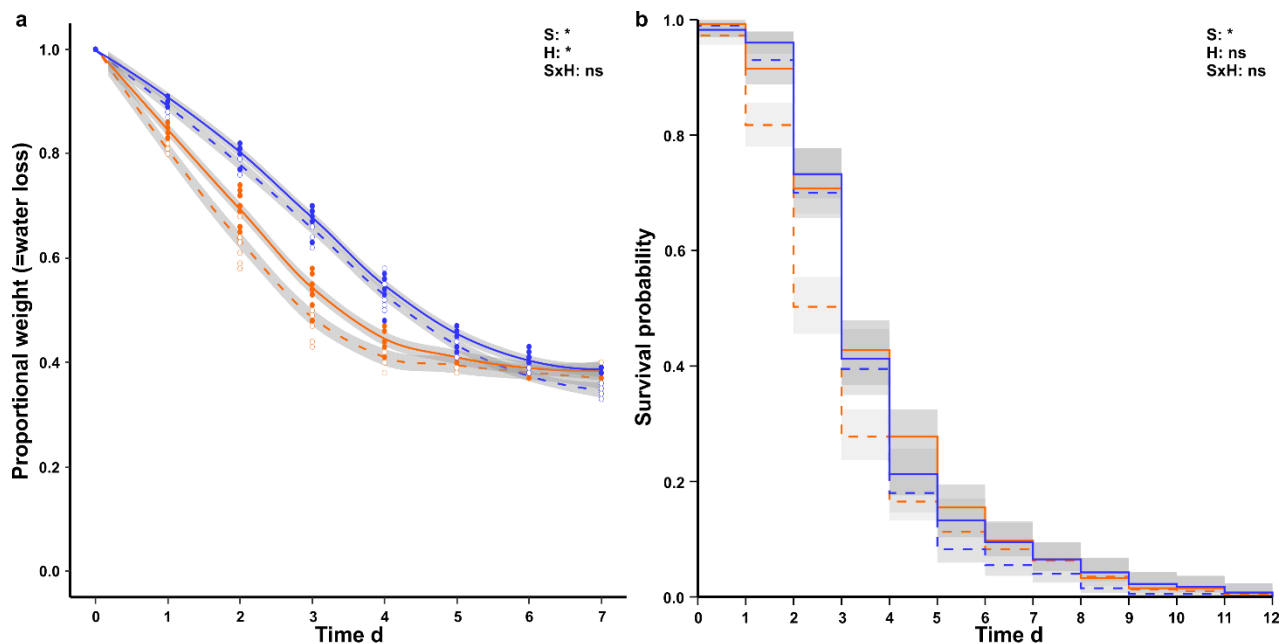 a
S: *
H: *
SxH: ns
Proportional weight (=water loss)
1.0
0.8
0.6
0.4
0.2
0.0
0 1 2 3 4 5 6 7
Time d
b
S: *
H: ns
SxH: ns
Survival probability
1.0
0.8
0.6
0.4
0.2
0.0
0 1 2 3 4 5 6 7 8 9 10 11 12
Time d